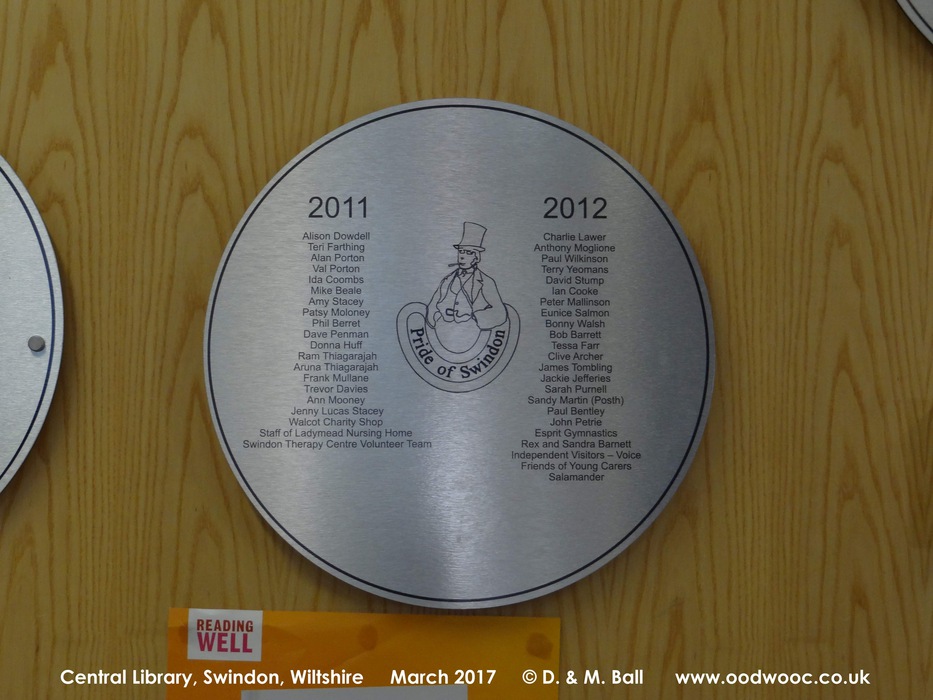 2011
Alison Dowdell
Teri Farthing
Alan Porton
Val Porton
Ida Coombs
Mike Beale
Amy Stacey
Patsy Moloney
Phil Berret
Dave Penman
Donna Huff
Ram Thiagarajah
Aruna Thiagarajah
Frank Mullane
Trevor Davies
Ann Mooney
Jenny Lucas Stacey
Walcot Charity Shop
Staff of Ladymead Nursing Home
Swindon Therapy Centre Volunteer Team
Pride of Swindon
2012
Charlie Lawer
Anthony Moglione
Paul Wilkinson
Terry Yeomans
David Stump
Ian Cooke
Peter Mallinson
Eunice Salmon
Bonny Walsh
Bob Barrett
Tessa Farr
Clive Archer
James Tombling
Jackie Jefferies
Sarah Purnell
Sandy Martin (Posth)
Paul Bentley
John Petrie
Esprit Gymnastics
Rex and Sandra Barnett
Independent Visitors – Voice
Friends of Young Carers
Salamander
READING
WELL
Central Library, Swindon, Wiltshire March 2017 © D. & M. Ball www.oodwooc.co.uk